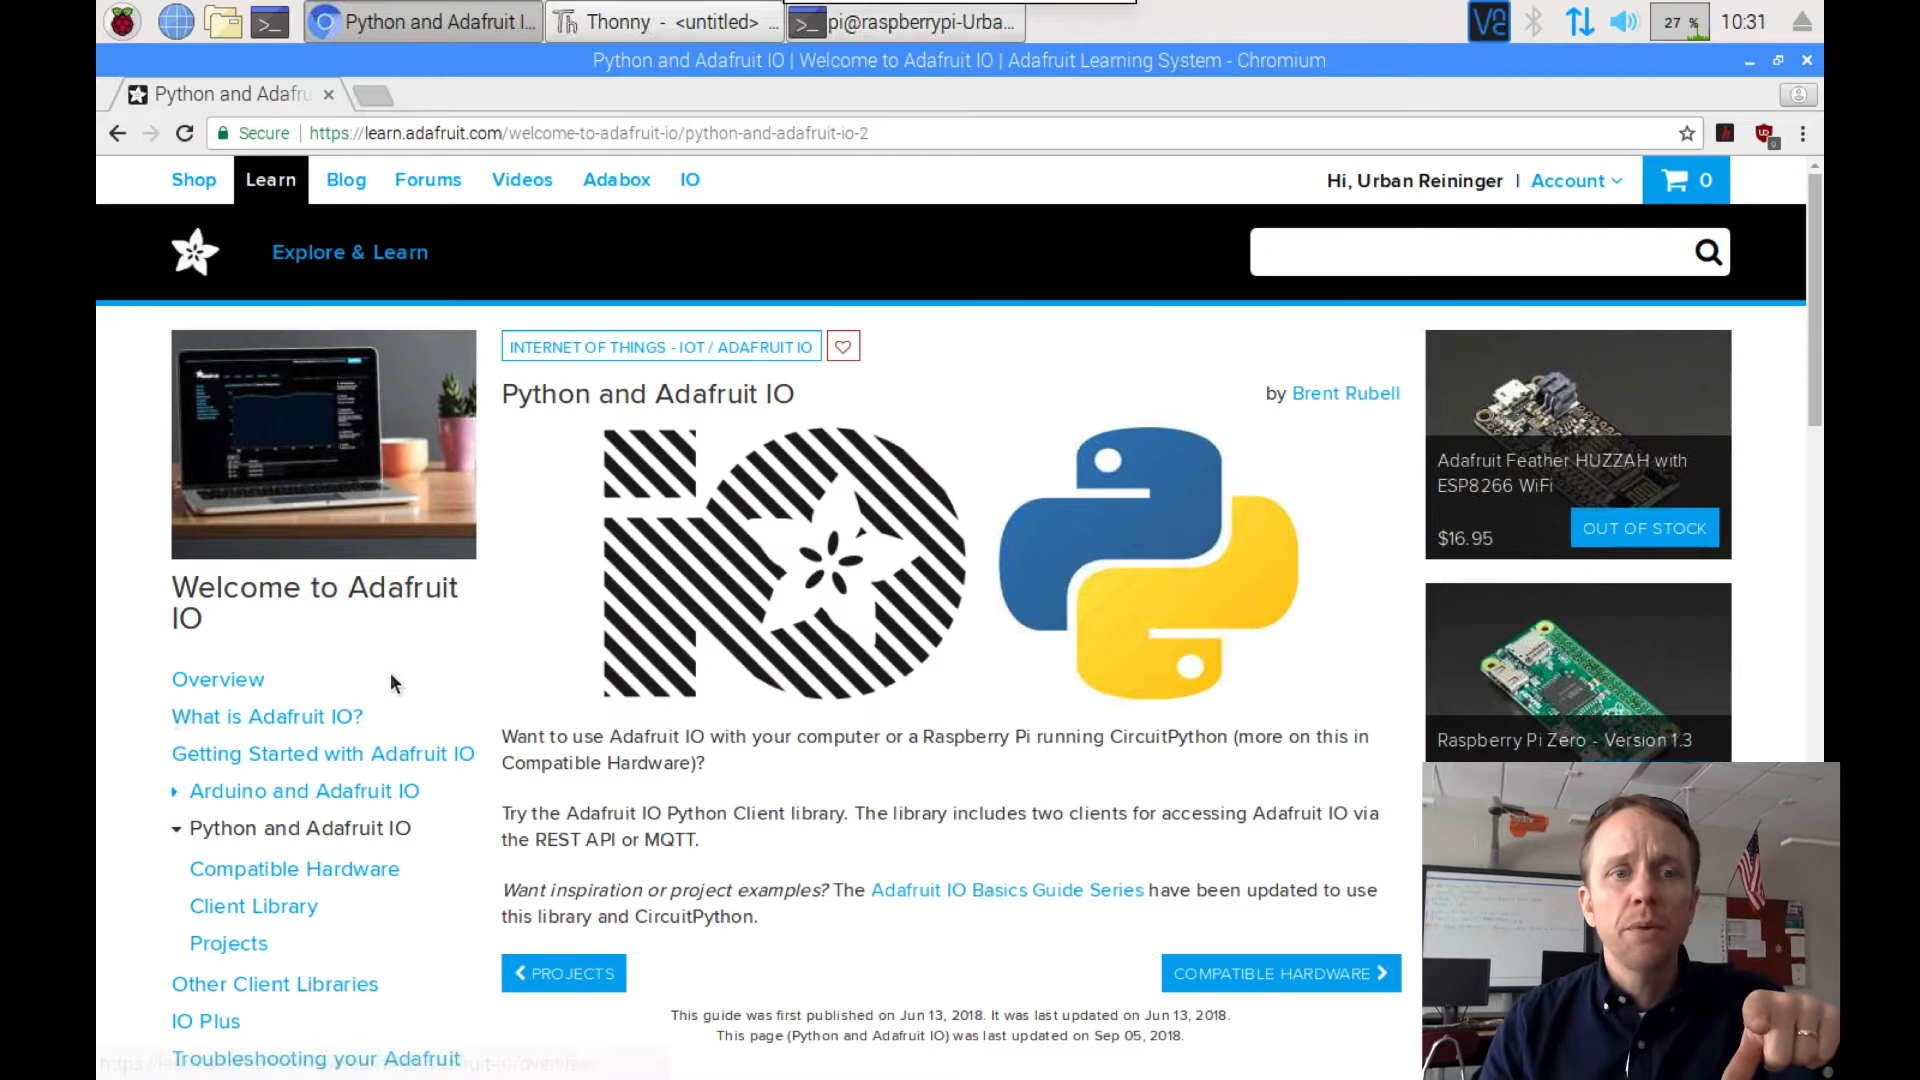 Python and Adafruit I...
Thonny - <untitled> ...
pi@raspberrypi-Urba...
27 %
10:31
Python and Adafruit IO | Welcome to Adafruit IO | Adafruit Learning System - Chromium
Python and Adafru
Secure
https://learn.adafruit.com/welcome-to-adafruit-io/python-and-adafruit-io-2
Shop
Learn
Blog
Forums
Videos
Adabox
IO
Hi, Urban Reininger | Account
0
Explore & Learn
INTERNET OF THINGS - IOT / ADAFRUIT IO
Python and Adafruit IO
by Brent Rubell
Welcome to Adafruit
IO
Overview
What is Adafruit IO?
Getting Started with Adafruit IO
Arduino and Adafruit IO
Python and Adafruit IO
Compatible Hardware
Client Library
Projects
Other Client Libraries
IO Plus
Troubleshooting your Adafruit
Want to use Adafruit IO with your computer or a Raspberry Pi running CircuitPython (more on this in
Compatible Hardware)?
Try the Adafruit IO Python Client library. The library includes two clients for accessing Adafruit IO via
the REST API or MQTT.
Want inspiration or project examples? The Adafruit IO Basics Guide Series have been updated to use
this library and CircuitPython.
PROJECTS
COMPATIBLE HARDWARE
This guide was first published on Jun 13, 2018. It was last updated on Jun 13, 2018.
This page (Python and Adafruit IO) was last updated on Sep 05, 2018.
Adafruit Feather HUZZAH with
ESP8266 WiFi
$16.95
OUT OF STOCK
Raspberry Pi Zero - Version 1.3